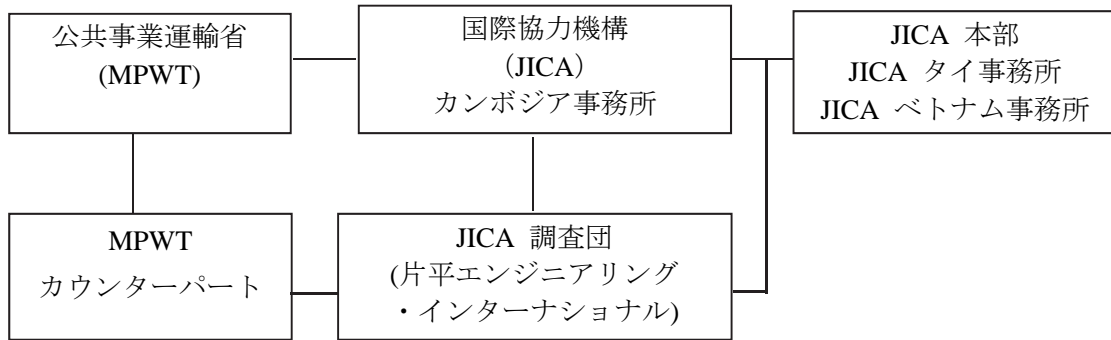 公共事業運輸省
(MPWT)
国際協力機構
（JICA）
カンボジア事務所
JICA 本部
JICA タイ事務所
JICA ベトナム事務所
MPWT
カウンターパート
JICA 調査団
(片平エンジニアリング
・インターナショナル)